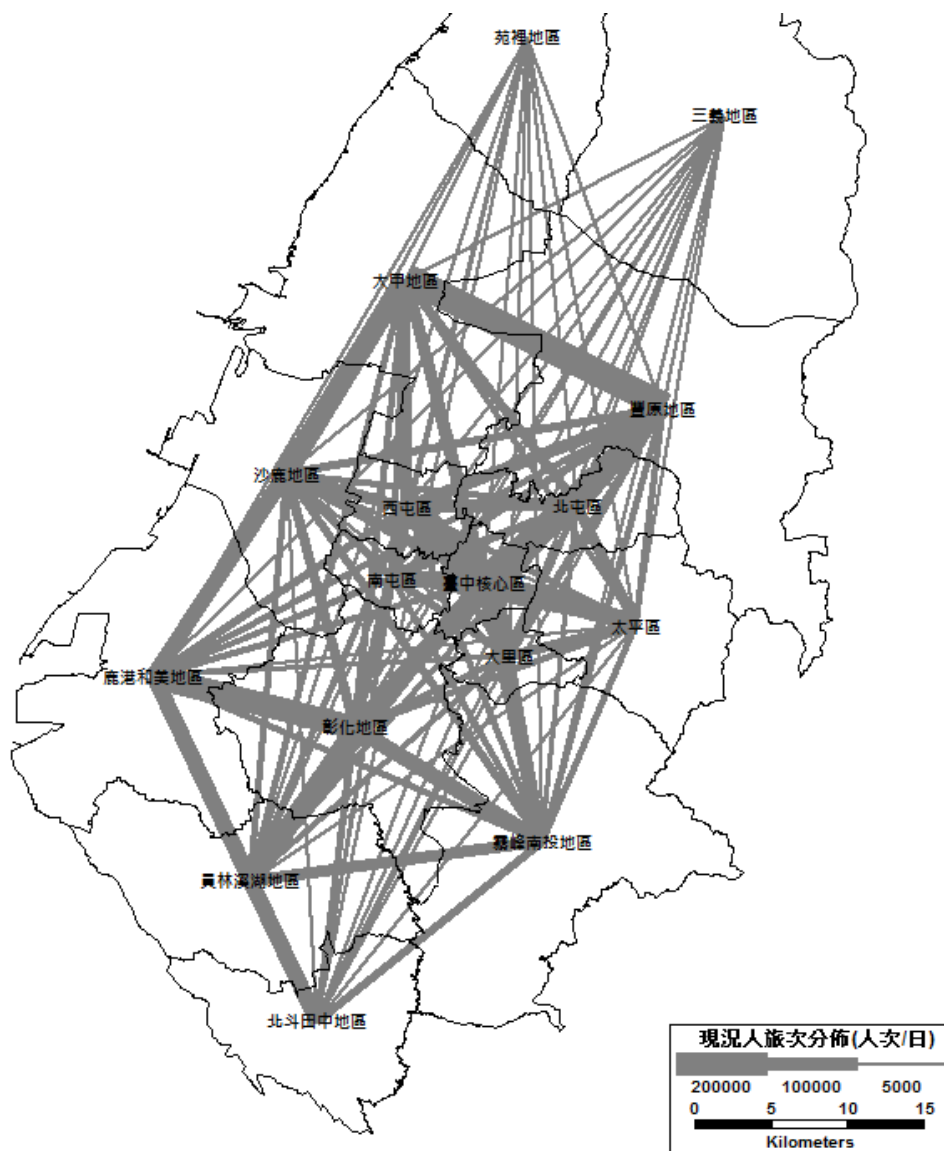 苑裡地區
三義地區
大甲地區
豐原地區
沙鹿地區
西屯區
北屯區
南屯區
臺中核心區
太平區
大里區
鹿港和美地區
彰化地區
霧峰南投地區
員林溪湖地區
北斗田中地區
現況人旅次分佈(人次/日)
200000 100000 5000
0 5 10 15
Kilometers